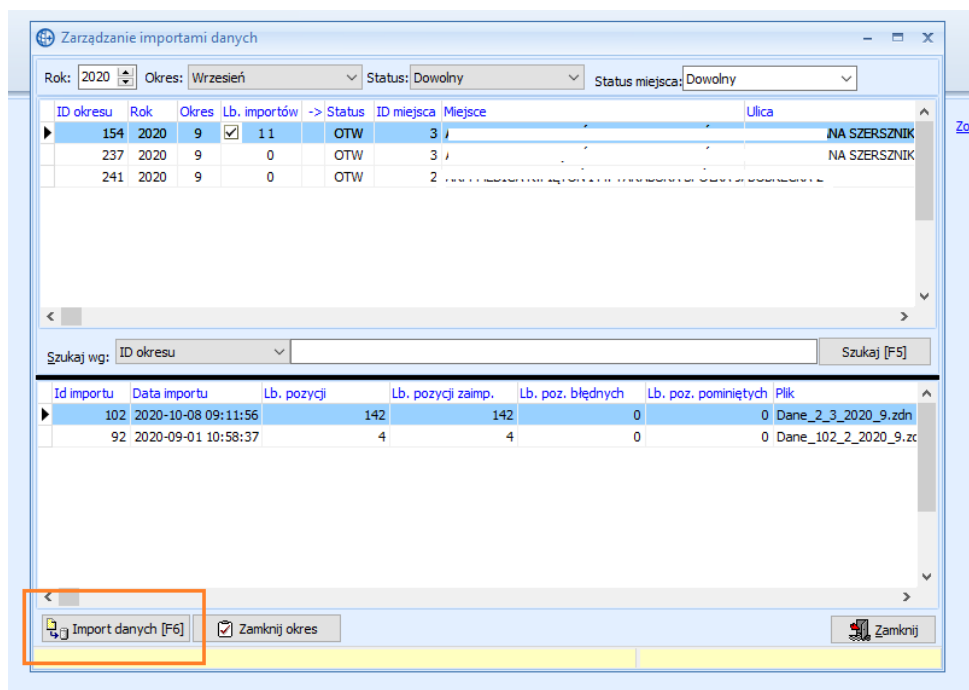 Zarządzanie importami danych
Rok: 2020 Okres: Wrzesień Status: Dowolny Status miejsca: Dowolny
ID okresu Rok Okres Lb. importów -> Status ID miejsca Miejsce Ulica
154 2020 9 11 OTW 3 NA SZERSZNIK
237 2020 9 0 OTW 3 NA SZERSZNIK
241 2020 9 0 OTW 2
Zo
Szukaj wg: ID okresu Szukaj [F5]
Id importu Data importu Lb. pozycji Lb. pozycji zaimp. Lb. poz. błędnych Lb. poz. pominiętych Plik
102 2020-10-08 09:11:56 142 142 0 0 Dane_2_3_2020_9.zdn
92 2020-09-01 10:58:37 4 4 0 0 Dane_102_2_2020_9.zc
Import danych [F6] Zamknij okres Zamknij